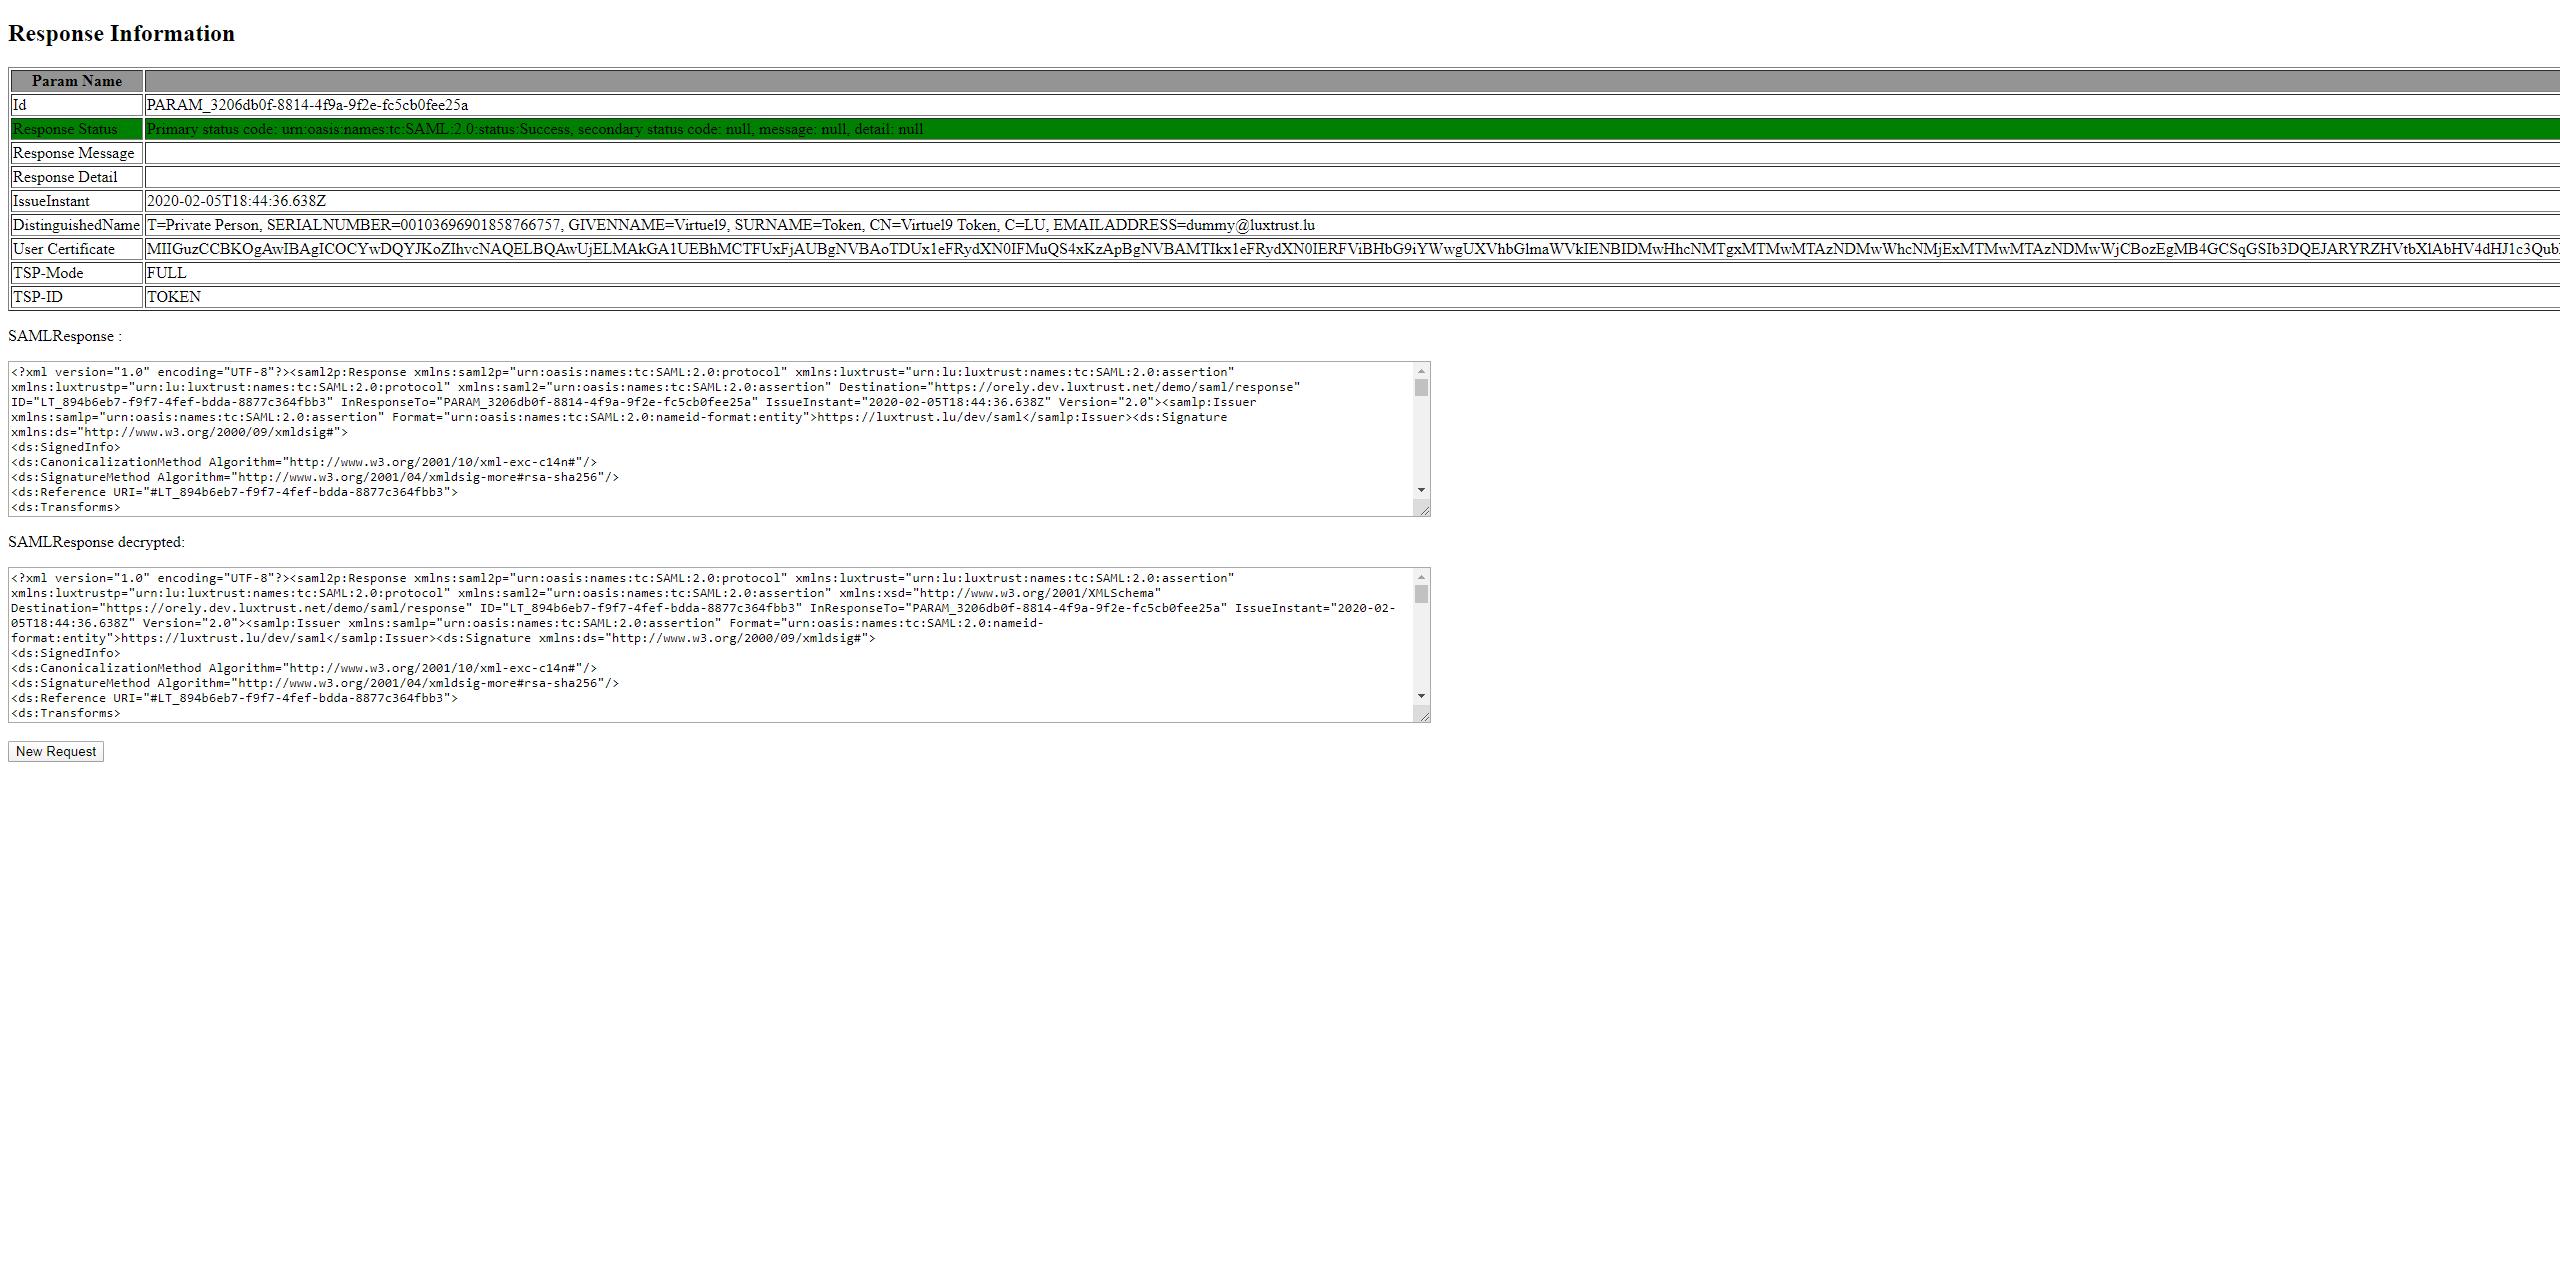 Response Information
Param Name
Id PARAM_3206db0f-8814-4f9a-9f2e-fc5cb0fee25a
Response Status Primary status code: urn:oasis:names:tc:SAML:2.0:status:Success, secondary status code: null, message: null, detail: null
Response Message
Response Detail
IssueInstant 2020-02-05T18:44:36.638Z
DistinguishedName T=Private Person, SERIALNUMBER=00103696901858766757, GIVENNAME=Virtuel9, SURNAME=Token, CN=Virtuel9 Token, C=LU, EMAILADDRESS=dummy@luxtrust.lu
User Certificate MIIGuzCCBKOgAwIBAgICOCYwDQYJKoZIhvcNAQELBQAwUjELMAkGA1UEBhMCTFUxFjAUBgNVBAoTDUx1eFRydXN0IFMuQS4xKzApBgNVBAMTIkx1eFRydXN0IERFViBHbG9iYWwgUXVhbGlmaWVkIENBIDMwHhcNMTgxMTMwMTAzNDMwWhcNMjExMTMwMTAzNDMwWjCBozEgMB4GCSqGSIb3DQEJARYRZHVtbXlAbHV4dHJ1c3Qub
TSP-Mode FULL
TSP-ID TOKEN
SAMLResponse :
<?xml version="1.0" encoding="UTF-8"?><saml2p:Response xmlns:saml2p="urn:oasis:names:tc:SAML:2.0:protocol" xmlns:luxtrust="urn:lu:luxtrust:names:tc:SAML:2.0:assertion"
xmlns:luxtrustp="urn:lu:luxtrust:names:tc:SAML:2.0:protocol" xmlns:saml2="urn:oasis:names:tc:SAML:2.0:assertion" Destination="https://orely.dev.luxtrust.net/demo/saml/response"
ID="LT_894b6eb7-f9f7-4fef-bdda-8877c364fbb3" InResponseTo="PARAM_3206db0f-8814-4f9a-9f2e-fc5cb0fee25a" IssueInstant="2020-02-05T18:44:36.638Z" Version="2.0"><samlp:Issuer
xmlns:samlp="urn:oasis:names:tc:SAML:2.0:assertion" Format="urn:oasis:names:tc:SAML:2.0:nameid-format:entity">https://luxtrust.lu/dev/saml</samlp:Issuer><ds:Signature
xmlns:ds="http://www.w3.org/2000/09/xmldsig#">
<ds:SignedInfo>
<ds:CanonicalizationMethod Algorithm="http://www.w3.org/2001/10/xml-exc-c14n#"/>
<ds:SignatureMethod Algorithm="http://www.w3.org/2001/04/xmldsig-more#rsa-sha256"/>
<ds:Reference URI="#LT_894b6eb7-f9f7-4fef-bdda-8877c364fbb3">
<ds:Transforms>
SAMLResponse decrypted:
<?xml version="1.0" encoding="UTF-8"?><saml2p:Response xmlns:saml2p="urn:oasis:names:tc:SAML:2.0:protocol" xmlns:luxtrust="urn:lu:luxtrust:names:tc:SAML:2.0:assertion"
xmlns:luxtrustp="urn:lu:luxtrust:names:tc:SAML:2.0:protocol" xmlns:saml2="urn:oasis:names:tc:SAML:2.0:assertion" xmlns:xsd="http://www.w3.org/2001/XMLSchema"
Destination="https://orely.dev.luxtrust.net/demo/saml/response" ID="LT_894b6eb7-f9f7-4fef-bdda-8877c364fbb3" InResponseTo="PARAM_3206db0f-8814-4f9a-9f2e-fc5cb0fee25a" IssueInstant="2020-02-
05T18:44:36.638Z" Version="2.0"><samlp:Issuer xmlns:samlp="urn:oasis:names:tc:SAML:2.0:assertion" Format="urn:oasis:names:tc:SAML:2.0:nameid-
format:entity">https://luxtrust.lu/dev/saml</samlp:Issuer><ds:Signature xmlns:ds="http://www.w3.org/2000/09/xmldsig#">
<ds:SignedInfo>
<ds:CanonicalizationMethod Algorithm="http://www.w3.org/2001/10/xml-exc-c14n#"/>
<ds:SignatureMethod Algorithm="http://www.w3.org/2001/04/xmldsig-more#rsa-sha256"/>
<ds:Reference URI="#LT_894b6eb7-f9f7-4fef-bdda-8877c364fbb3">
<ds:Transforms>
New Request